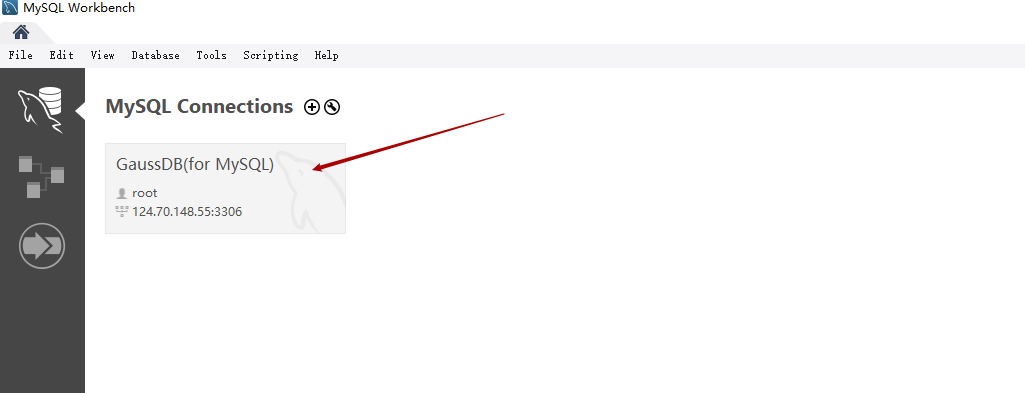 MySQL Workbench
File Edit View Database Tools Scripting Help
MySQL Connections
GaussDB(for MySQL)
root
124.70.148.55:3306